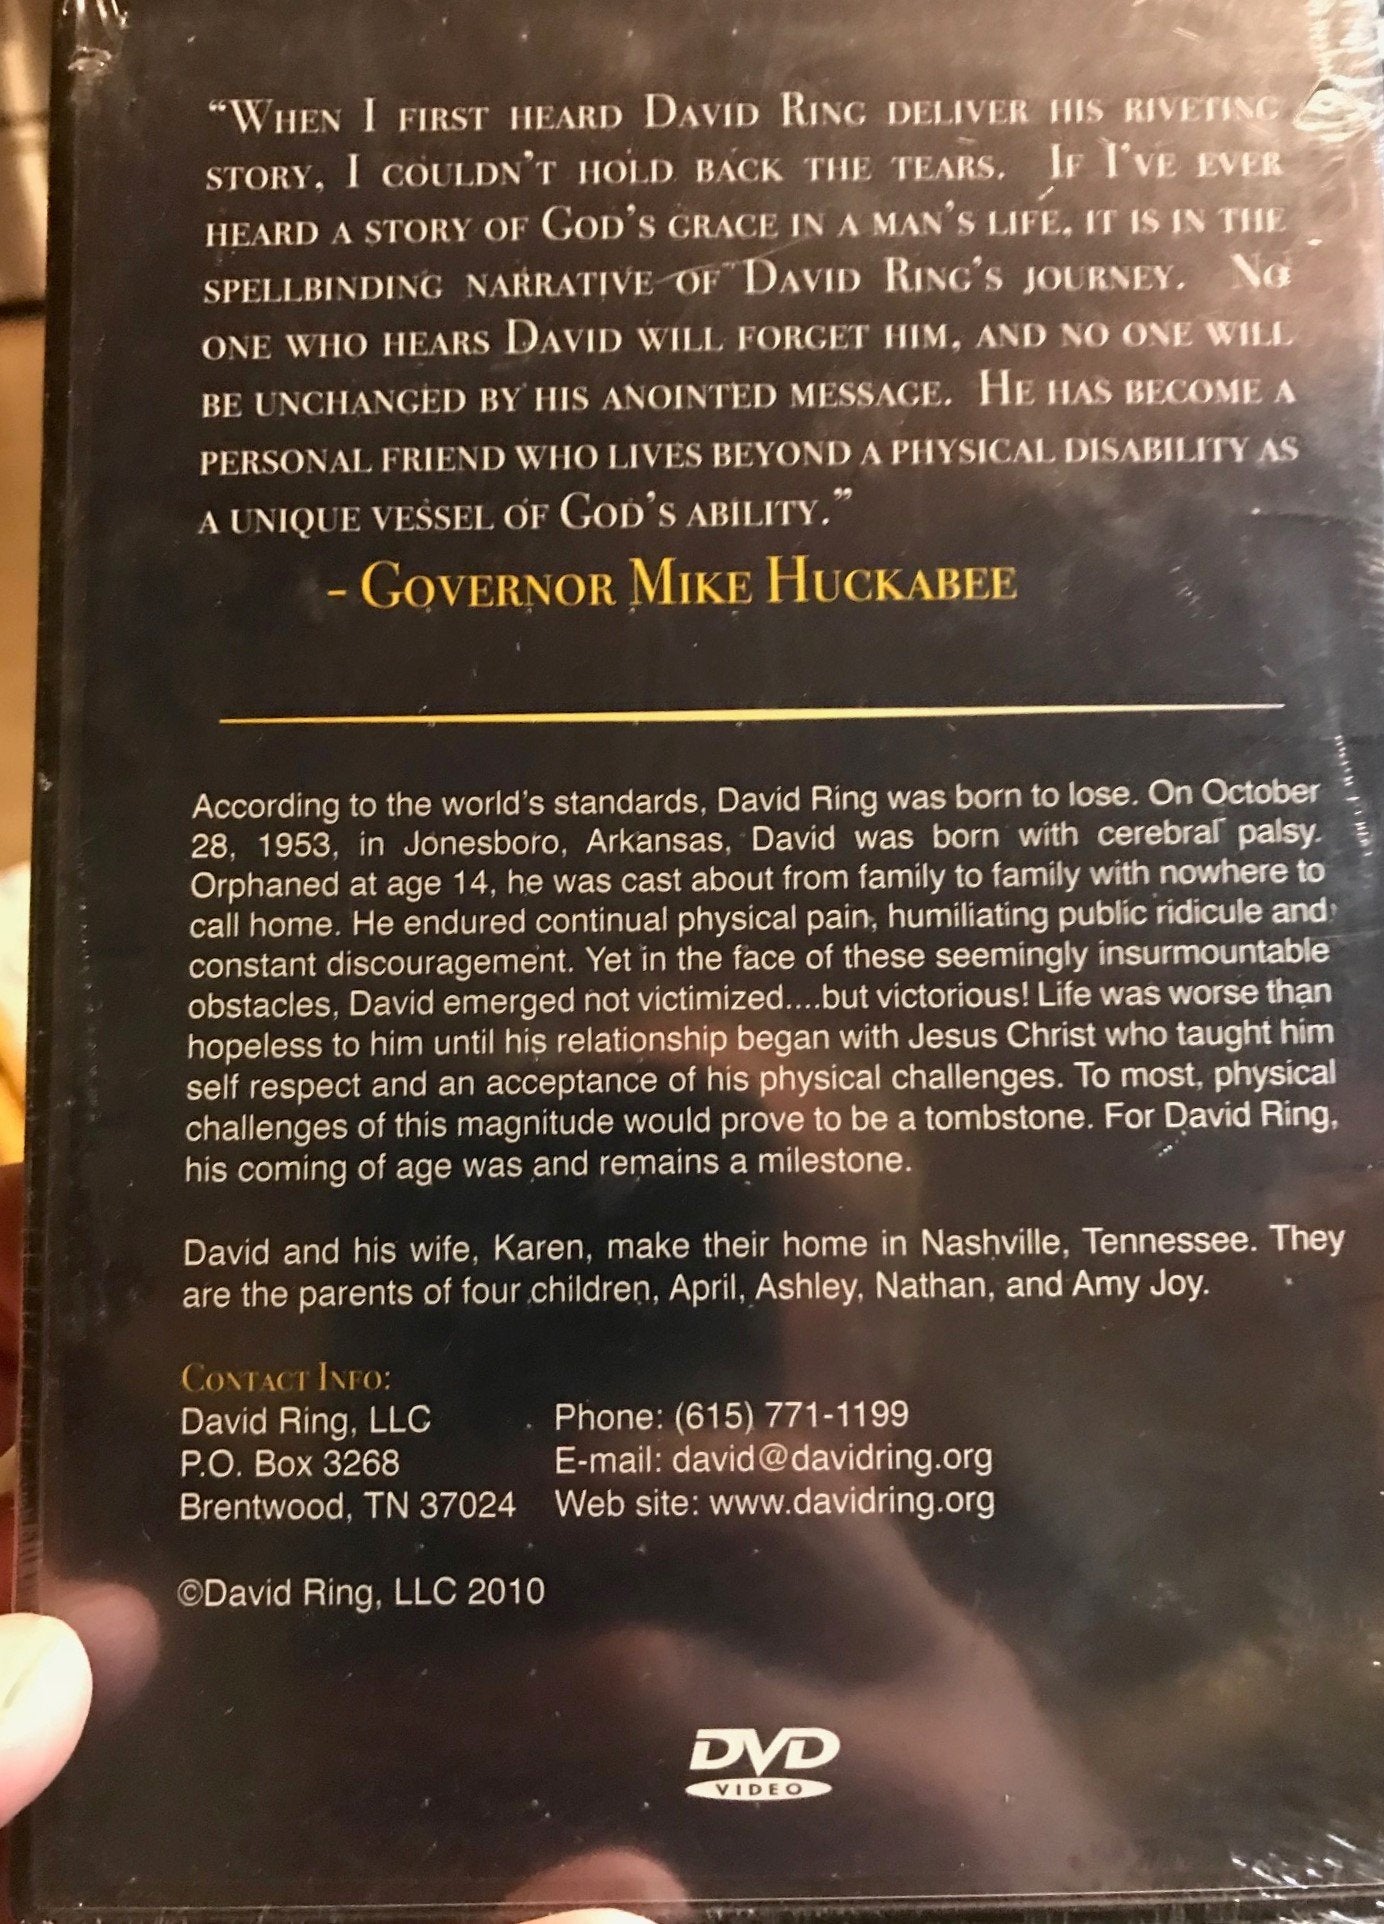 “When I first heard David Ring deliver his riveting
story, I couldn’t hold back the tears. If I’ve ever
heard a story of God’s grace in a man’s life, it is in the
spellbinding narrative of David Ring’s journey. No
one who hears David will forget him, and no one will
be unchanged by his anointed message. He has become a
personal friend who lives beyond a physical disability as
a unique vessel of God’s ability.”
- Governor Mike Huckabee
According to the world’s standards, David Ring was born to lose. On October
28, 1953, in Jonesboro, Arkansas, David was born with cerebral palsy.
Orphaned at age 14, he was cast about from family to family with nowhere to
call home. He endured continual physical pain, humiliating public ridicule and
constant discouragement. Yet in the face of these seemingly insurmountable
obstacles, David emerged not victimized....but victorious! Life was worse than
hopeless to him until his relationship began with Jesus Christ who taught him
self respect and an acceptance of his physical challenges. To most, physical
challenges of this magnitude would prove to be a tombstone. For David Ring,
his coming of age was and remains a milestone.
David and his wife, Karen, make their home in Nashville, Tennessee. They
are the parents of four children, April, Ashley, Nathan, and Amy Joy.
Contact Info:
David Ring, LLC Phone: (615) 771-1199
P.O. Box 3268 E-mail: david@davidring.org
Brentwood, TN 37024 Web site: www.davidring.org
©David Ring, LLC 2010
DVD
VIDEO